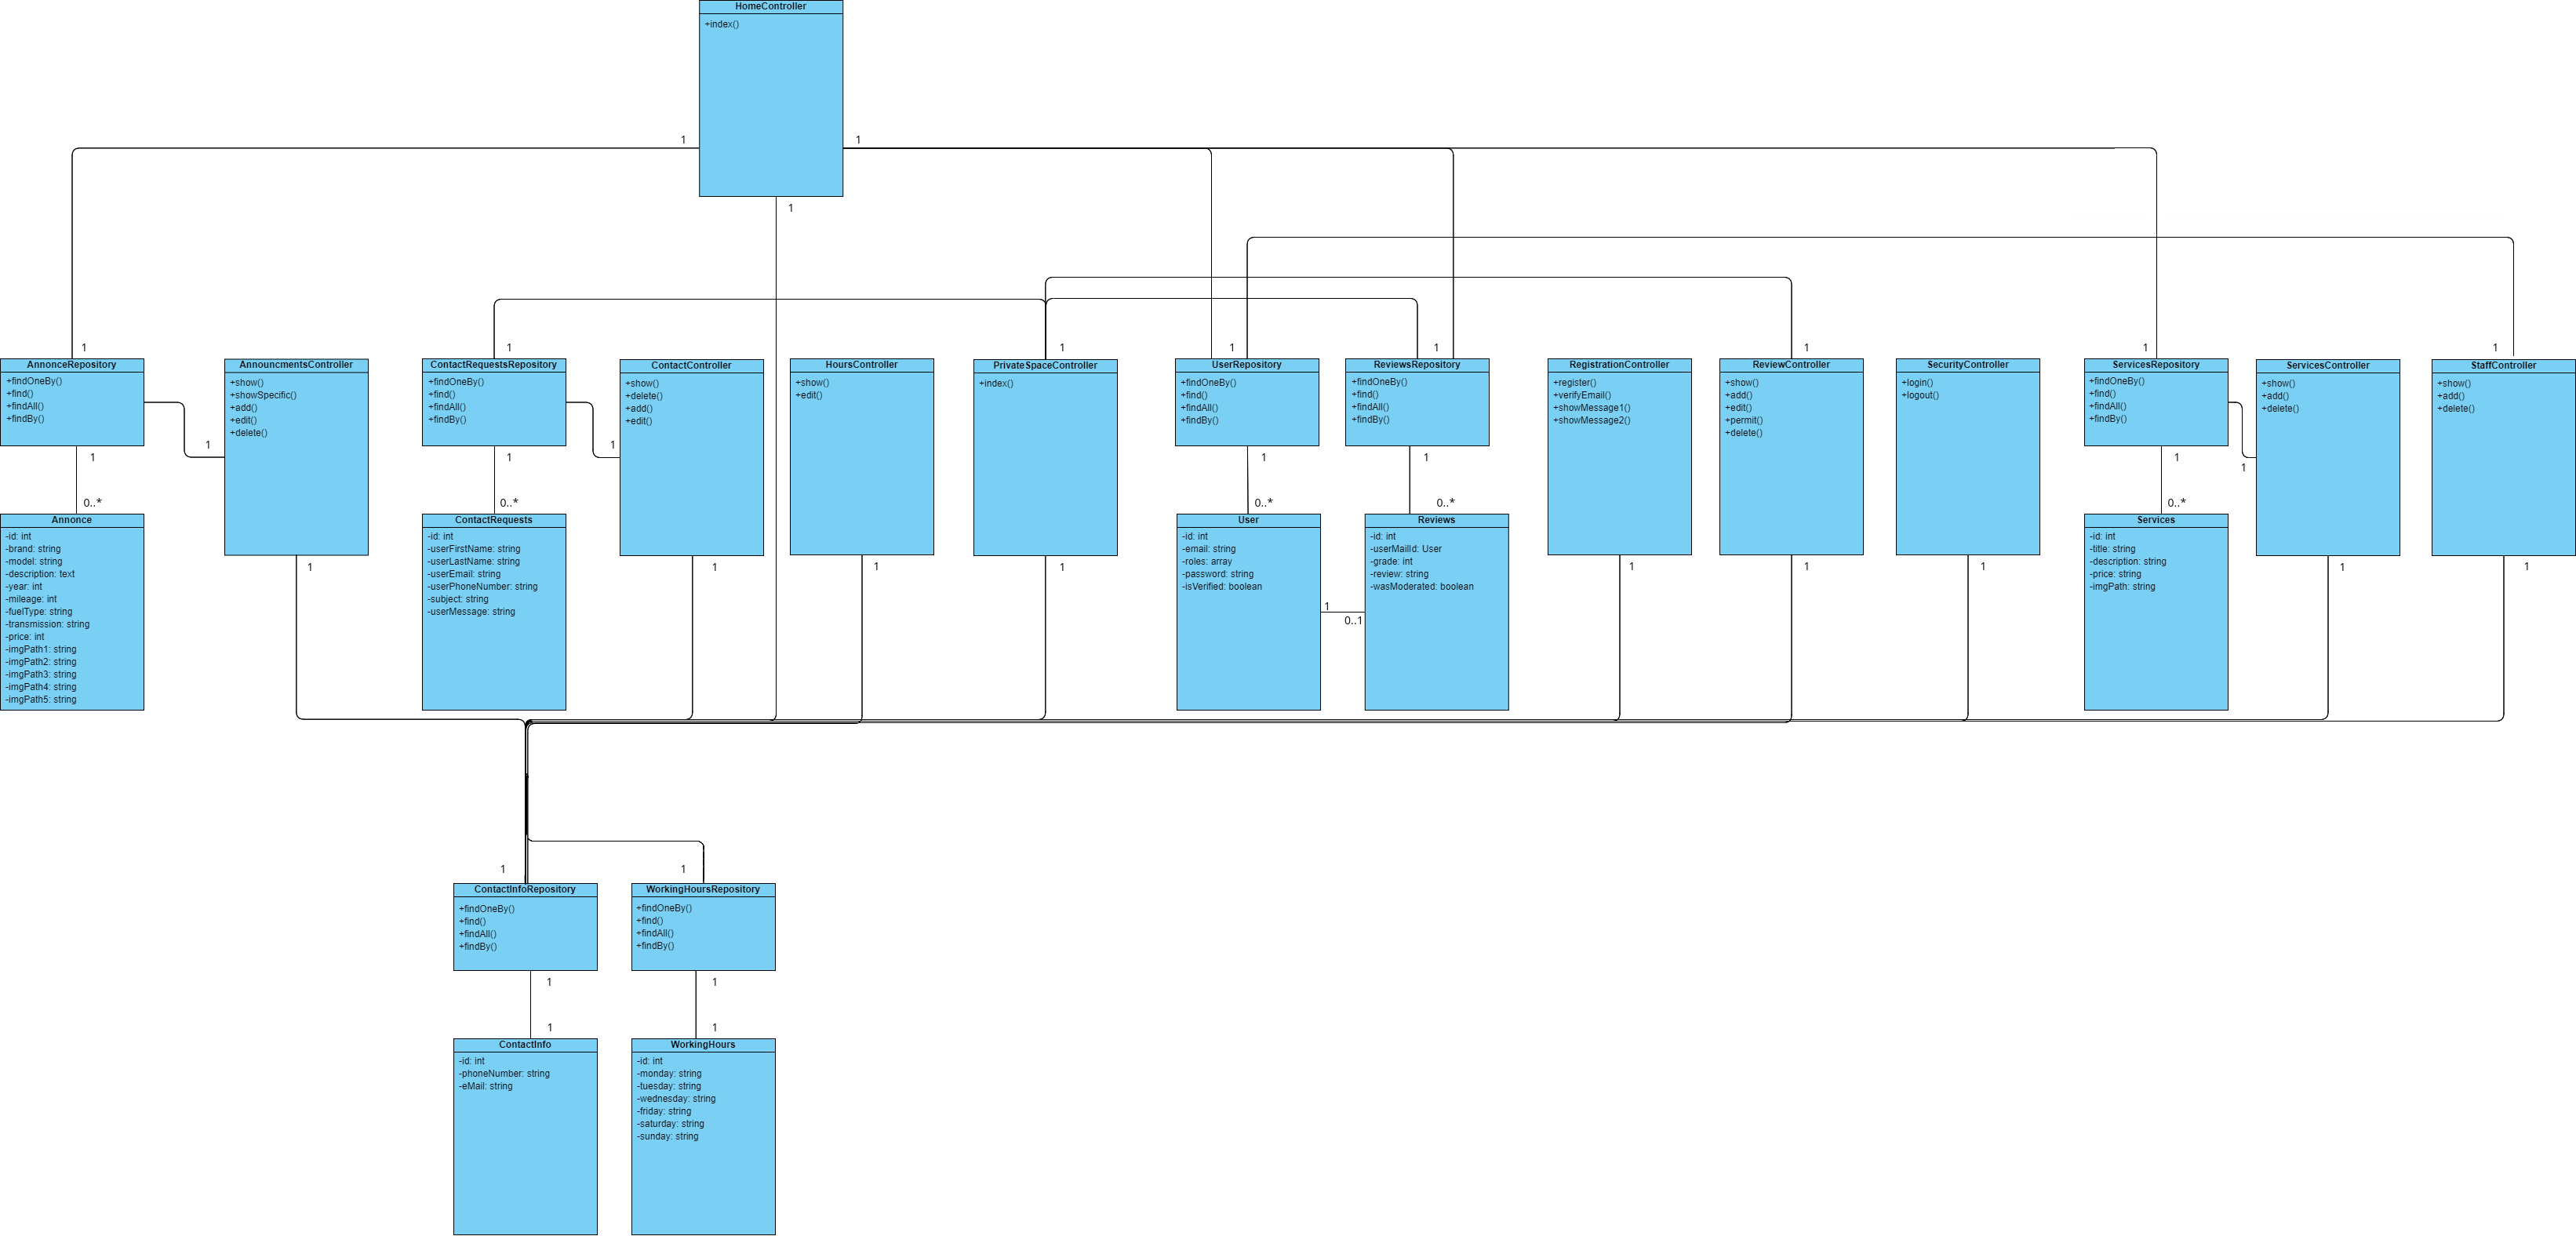 HomeController
+index()
1
1
1
1
AnnonceRepository
+findOneBy()
+find()
+findAll()
+findBy()
1
1
AnnouncmentsController
+show()
+showSpecific()
+add()
+edit()
+delete()
1
1
ContactRequestsRepository
+findOneBy()
+find()
+findAll()
+findBy()
1
1
ContactController
+show()
+delete()
+add()
+edit()
1
HoursController
+show()
+edit()
1
1
PrivateSpaceController
+index()
1
1
UserRepository
+findOneBy()
+find()
+findAll()
+findBy()
1
1
ReviewsRepository
+findOneBy()
+find()
+findAll()
+findBy()
1
RegistrationController
+register()
+verifyEmail()
+showMessage1()
+showMessage2()
1
1
ReviewController
+show()
+add()
+edit()
+permit()
+delete()
1
SecurityController
+login()
+logout()
1
1
ServicesRepository
+findOneBy()
+find()
+findAll()
+findBy()
1
1
ServicesController
+show()
+add()
+delete()
1
1
StaffController
+show()
+add()
+delete()
1
0..*
Annonce
-id: int
-brand: string
-model: string
-description: text
-year: int
-mileage: int
-fuelType: string
-transmission: string
-price: int
-imgPath1: string
-imgPath2: string
-imgPath3: string
-imgPath4: string
-imgPath5: string
0..*
ContactRequests
-id: int
-userFirstName: string
-userLastName: string
-userEmail: string
-userPhoneNumber: string
-subject: string
-userMessage: string
0..*
User
-id: int
-email: string
-roles: array
-password: string
-isVerified: boolean
1
0..1
0..*
Reviews
-id: int
-userMailId: User
-grade: int
-review: string
-wasModerated: boolean
0..*
Services
-id: int
-title: string
-description: string
-price: string
-imgPath: string
1
ContactInfoRepository
+findOneBy()
+find()
+findAll()
+findBy()
1
1
WorkingHoursRepository
+findOneBy()
+find()
+findAll()
+findBy()
1
1
ContactInfo
-id: int
-phoneNumber: string
-eMail: string
1
WorkingHours
-id: int
-monday: string
-tuesday: string
-wednesday: string
-friday: string
-saturday: string
-sunday: string